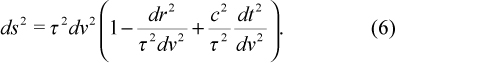 ds² = τ²dv² (1 − dr²/τ²dv² + c²/τ² dt²/dv²). (6)